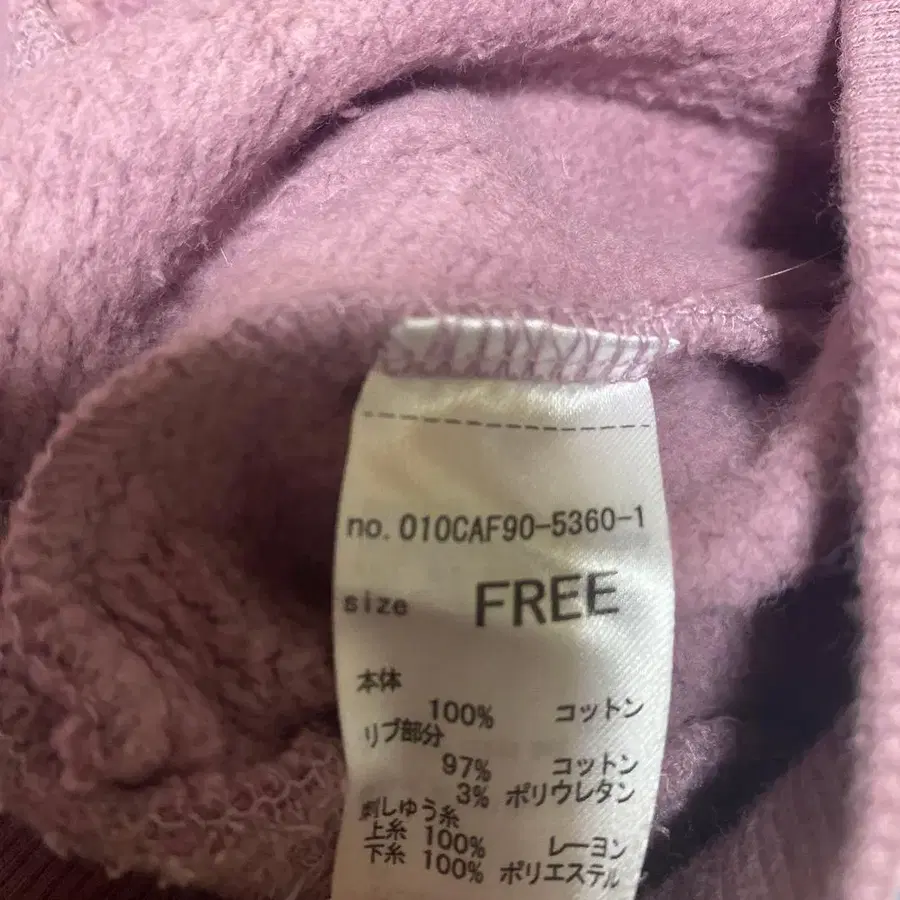 no. 010CAF90-5360-1
size FREE
本体
100% コットン
リブ部分
97% コットン
3% ポリウレタン
刺しゅう糸
上糸 100% レーヨン
下糸 100% ポリエステル